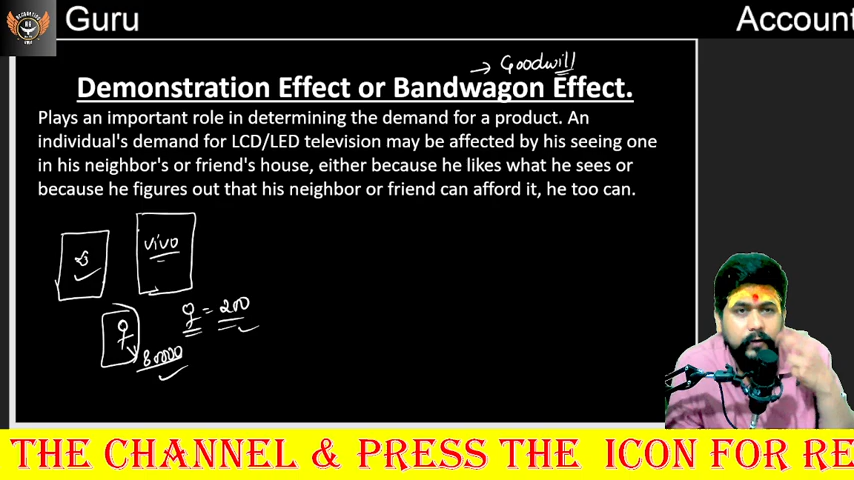 Guru
Account
→ Goodwill
Demonstration Effect or Bandwagon Effect.
Plays an important role in determining the demand for a product. An
individual's demand for LCD/LED television may be affected by his seeing one
in his neighbor's or friend's house, either because he likes what he sees or
because he figures out that his neighbor or friend can afford it, he too can.
vivo
= 200
80000
THE CHANNEL & PRESS THE ICON FOR RE